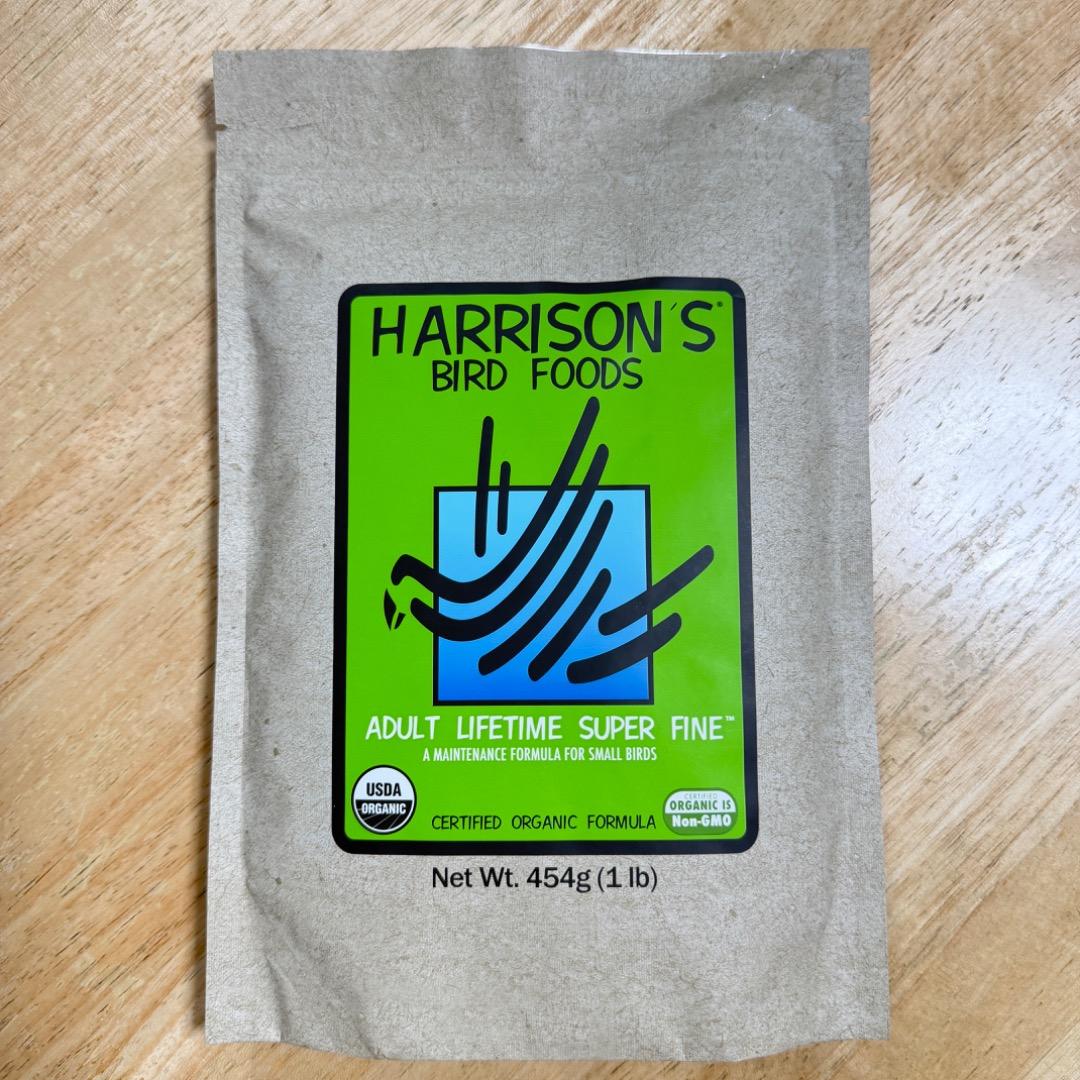 HARRISON'S®
BIRD FOODS
ADULT LIFETIME SUPER FINE™
A MAINTENANCE FORMULA FOR SMALL BIRDS
USDA
ORGANIC
CERTIFIED ORGANIC FORMULA
CERTIFIED
ORGANIC IS
Non-GMO
Net Wt. 454g (1 lb)